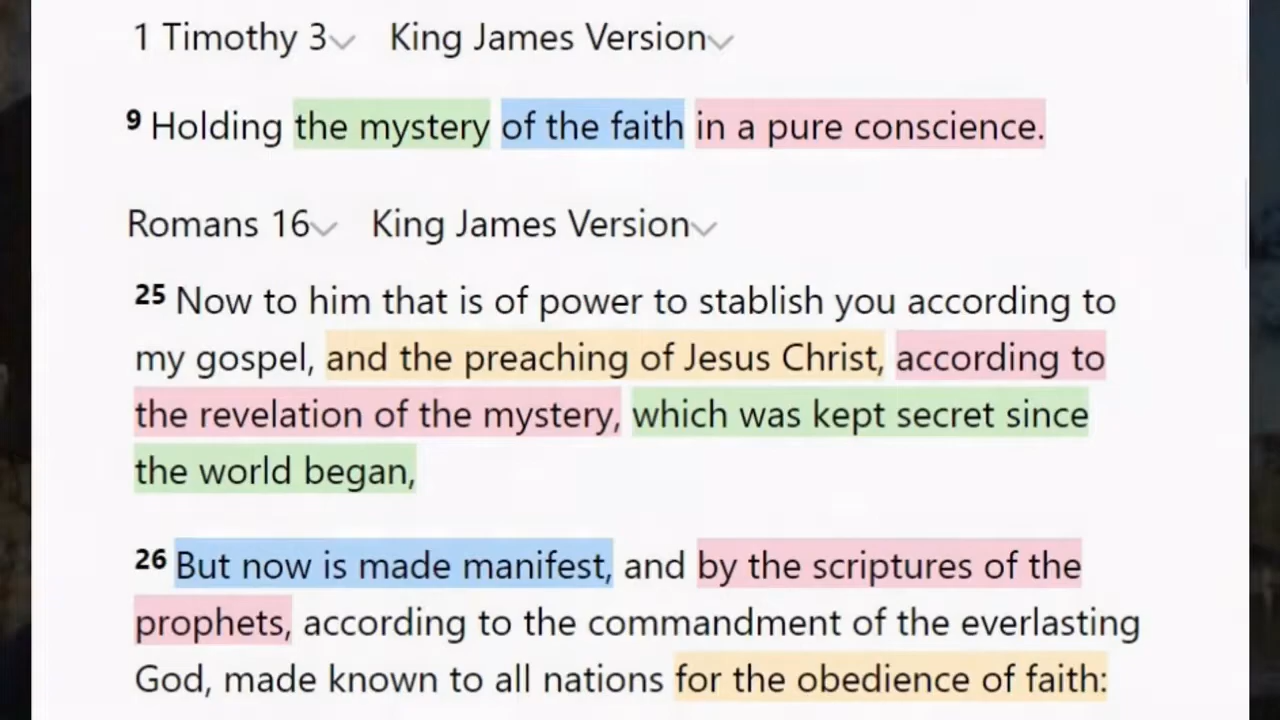 1 Timothy 3 King James Version
9 Holding the mystery of the faith in a pure conscience.
Romans 16 King James Version
25 Now to him that is of power to stablish you according to
my gospel, and the preaching of Jesus Christ, according to
the revelation of the mystery, which was kept secret since
the world began,
26 But now is made manifest, and by the scriptures of the
prophets, according to the commandment of the everlasting
God, made known to all nations for the obedience of faith: